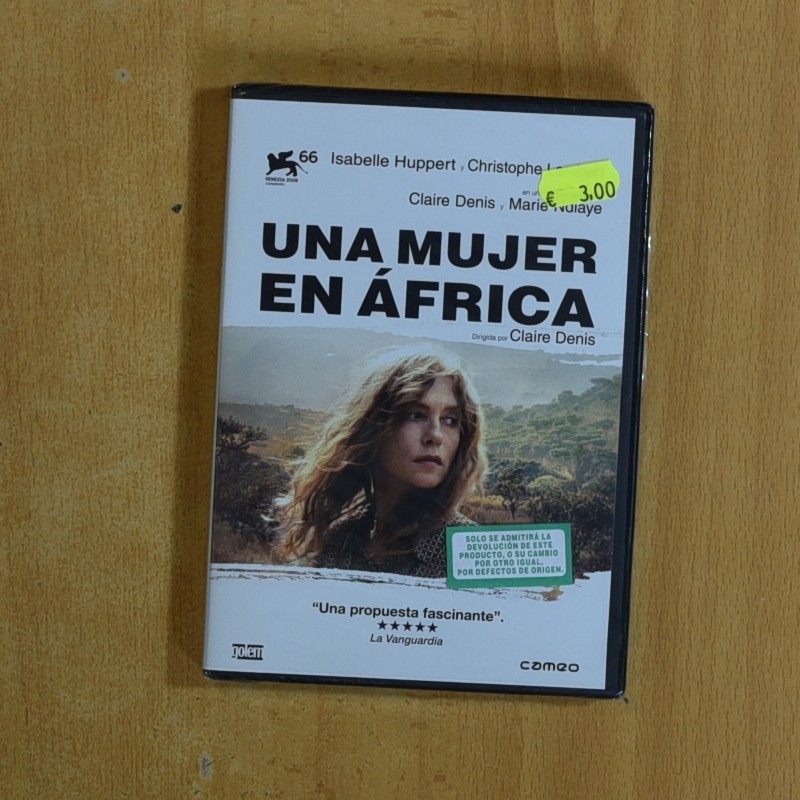 66
VENEZIA 2009
Isabelle Huppert y Christophe
€ 3,00
en un
Claire Denis y Marie Ndiaye
UNA MUJER
EN ÁFRICA
Dirigida por Claire Denis
SOLO SE ADMITIRÁ LA
DEVOLUCIÓN DE ESTE
PRODUCTO, O SU CAMBIO
POR OTRO IGUAL,
POR DEFECTOS DE ORIGEN.
“Una propuesta fascinante”.
★★★★★
La Vanguardia
golem
cameo